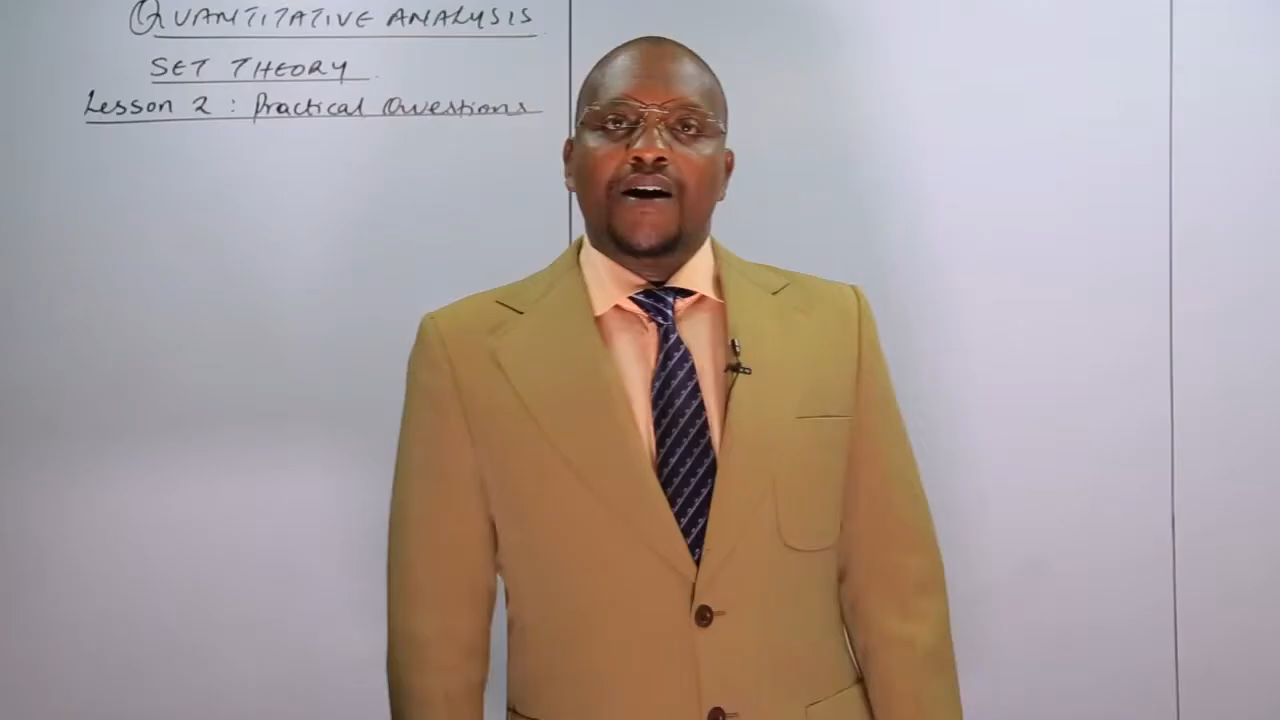 QUANTITATIVE ANALYSIS
SET THEORY.
Lesson 2 : Practical Questions